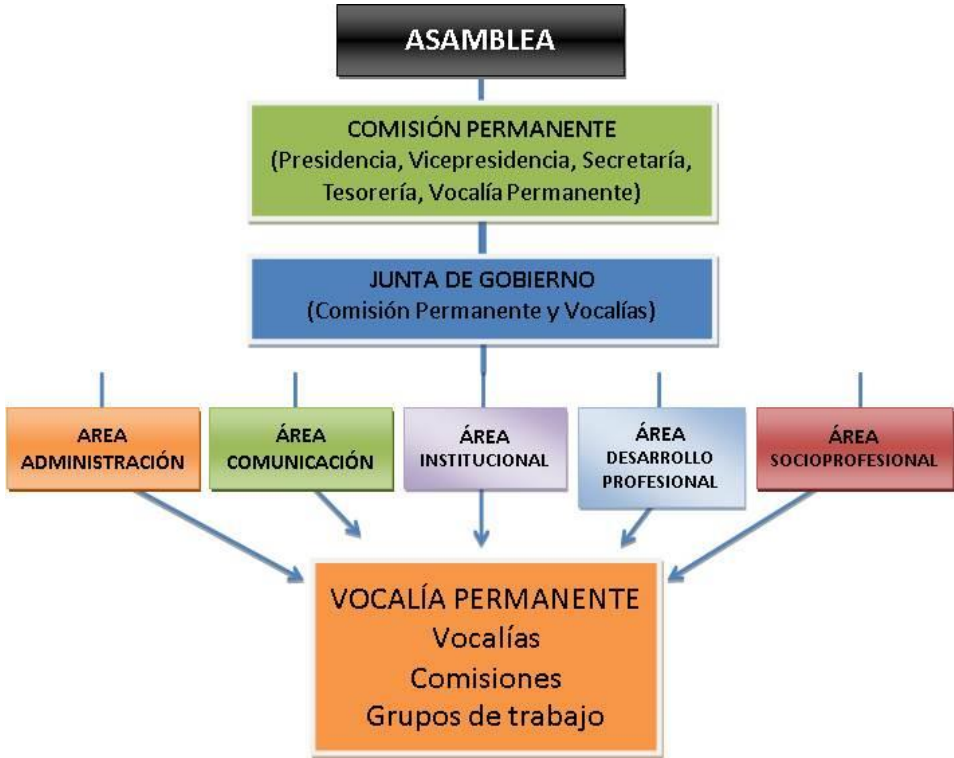 ASAMBLEA
COMISIÓN PERMANENTE
(Presidencia, Vicepresidencia, Secretaría,
Tesorería, Vocalía Permanente)
JUNTA DE GOBIERNO
(Comisión Permanente y Vocalías)
AREA
ADMINISTRACIÓN
ÁREA
COMUNICACIÓN
ÁREA
INSTITUCIONAL
ÁREA
DESARROLLO
PROFESIONAL
ÁREA
SOCIOPROFESIONAL
VOCALÍA PERMANENTE
Vocalías
Comisiones
Grupos de trabajo